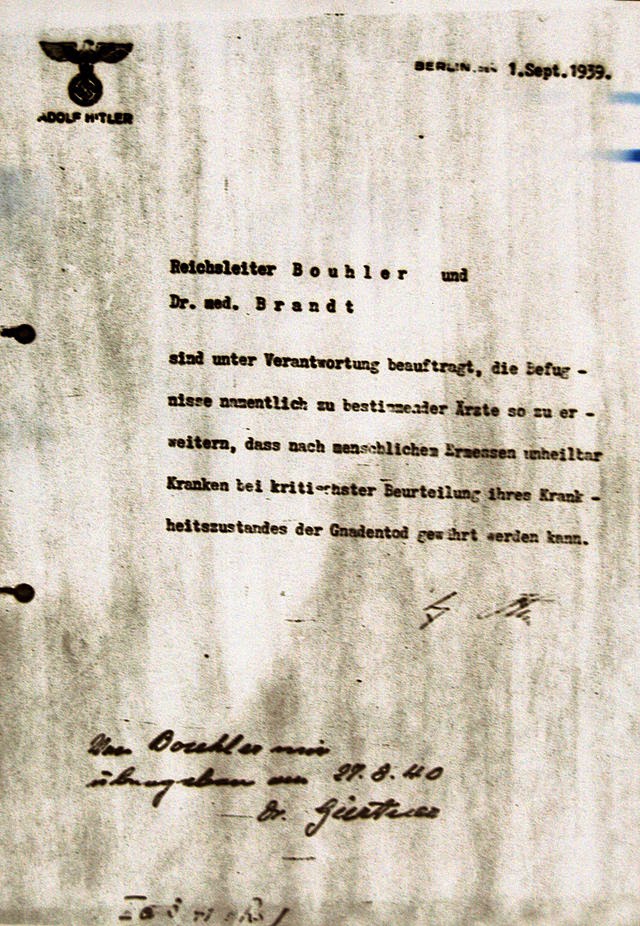 ADOLF HITLER
BERLIN, 1.Sept.1939.
Reichsleiter B o u h l e r und
Dr. med. B r a n d t
sind unter Verantwortung beauftragt, die Befug -
nisse namentlich zu bestimmender Ärzte so zu er -
weitern, dass nach menschlichem Ermessen unheilbar
Kranken bei kritischster Beurteilung ihres Krank -
heitszustandes der Gnadentod gewährt werden kann.
Von Bouhler mir
übergeben am 27.8.40
Dr. Gürtner